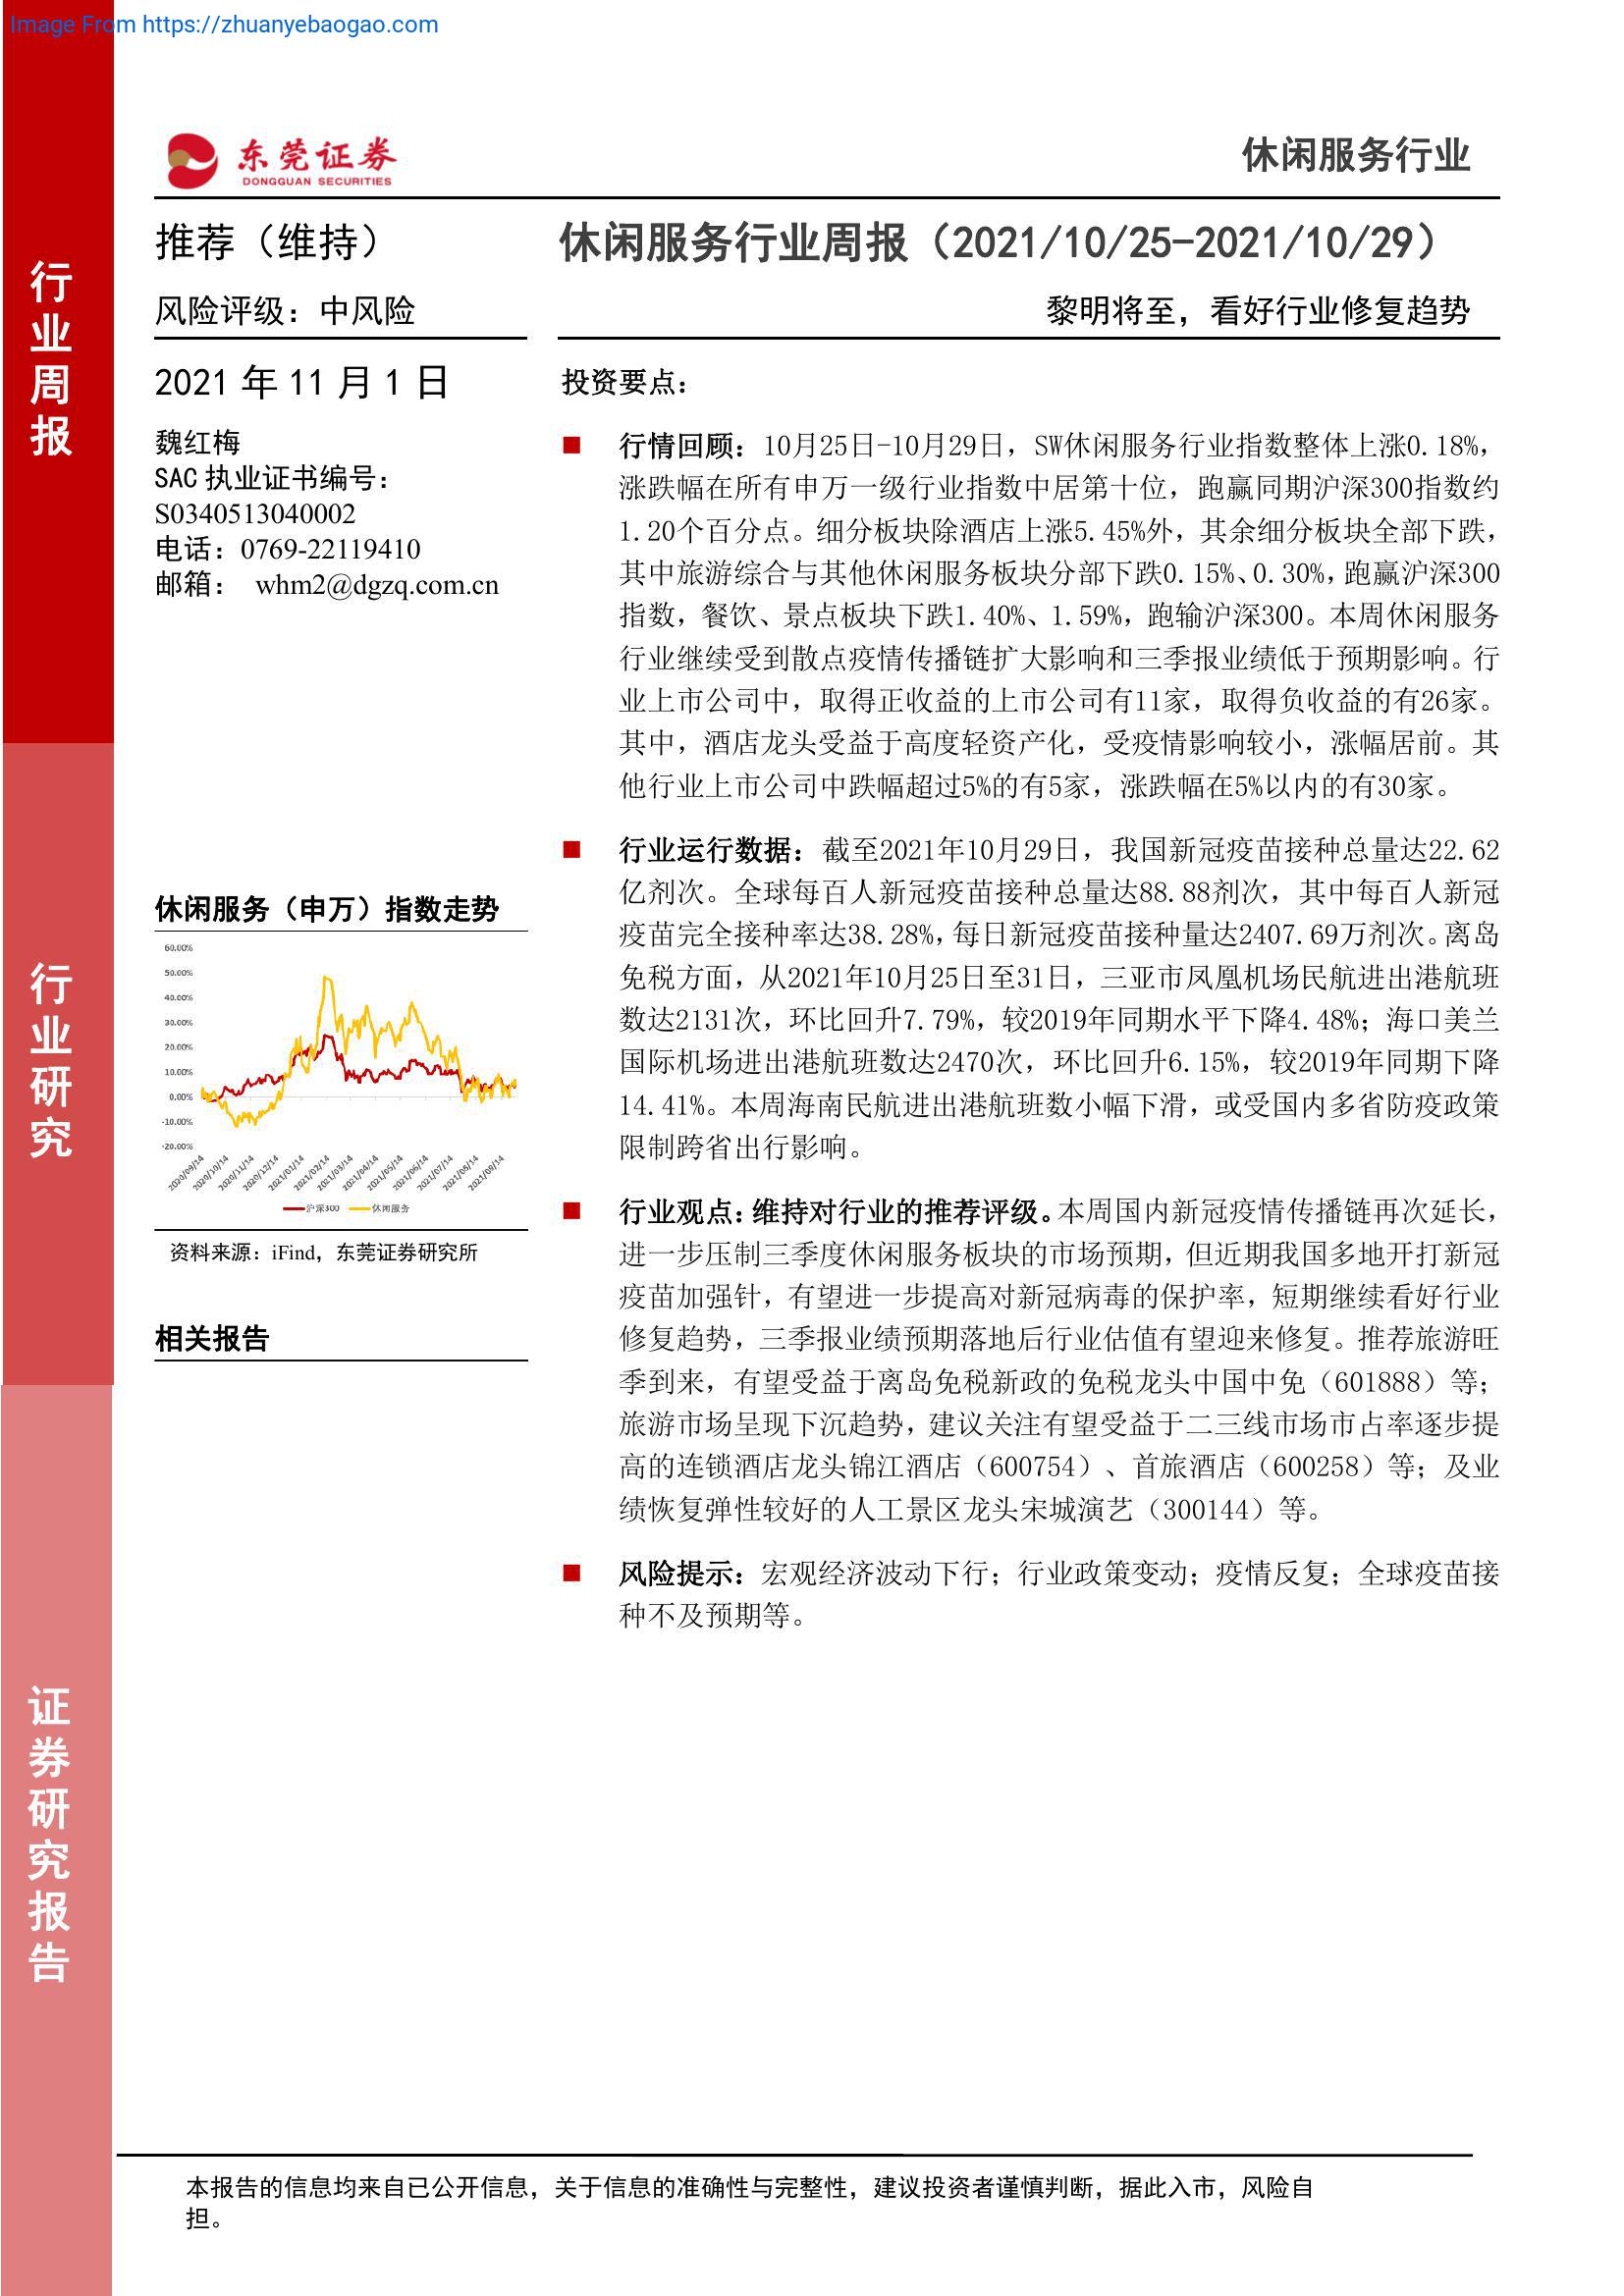 Image From https://zhuanyebaogao.com
东莞证券
DONGGUAN SECURITIES
休闲服务行业
行业周报
行业研究
证券研究报告
推荐（维持）
风险评级：中风险
2021 年 11 月 1 日
魏红梅
SAC 执业证书编号：
S0340513040002
电话：0769-22119410
邮箱： whm2@dgzq.com.cn
休闲服务（申万）指数走势
60.00%
50.00%
40.00%
30.00%
20.00%
10.00%
0.00%
-10.00%
-20.00%
2020/09/14
2020/10/14
2020/11/14
2020/12/14
2021/01/14
2021/02/14
2021/03/14
2021/04/14
2021/05/14
2021/06/14
2021/07/14
2021/08/14
2021/09/14
沪深300
休闲服务
资料来源：iFind，东莞证券研究所
相关报告
休闲服务行业周报（2021/10/25-2021/10/29）
黎明将至，看好行业修复趋势
投资要点：
行情回顾：10月25日-10月29日，SW休闲服务行业指数整体上涨0.18%，
涨跌幅在所有申万一级行业指数中居第十位，跑赢同期沪深300指数约
1.20个百分点。细分板块除酒店上涨5.45%外，其余细分板块全部下跌，
其中旅游综合与其他休闲服务板块分部下跌0.15%、0.30%，跑赢沪深300
指数，餐饮、景点板块下跌1.40%、1.59%，跑输沪深300。本周休闲服务
行业继续受到散点疫情传播链扩大影响和三季报业绩低于预期影响。行
业上市公司中，取得正收益的上市公司有11家，取得负收益的有26家。
其中，酒店龙头受益于高度轻资产化，受疫情影响较小，涨幅居前。其
他行业上市公司中跌幅超过5%的有5家，涨跌幅在5%以内的有30家。
行业运行数据：截至2021年10月29日，我国新冠疫苗接种总量达22.62
亿剂次。全球每百人新冠疫苗接种总量达88.88剂次，其中每百人新冠
疫苗完全接种率达38.28%，每日新冠疫苗接种量达2407.69万剂次。离岛
免税方面，从2021年10月25日至31日，三亚市凤凰机场民航进出港航班
数达2131次，环比回升7.79%，较2019年同期水平下降4.48%；海口美兰
国际机场进出港航班数达2470次，环比回升6.15%，较2019年同期下降
14.41%。本周海南民航进出港航班数小幅下滑，或受国内多省防疫政策
限制跨省出行影响。
行业观点：维持对行业的推荐评级。本周国内新冠疫情传播链再次延长，
进一步压制三季度休闲服务板块的市场预期，但近期我国多地开打新冠
疫苗加强针，有望进一步提高对新冠病毒的保护率，短期继续看好行业
修复趋势，三季报业绩预期落地后行业估值有望迎来修复。推荐旅游旺
季到来，有望受益于离岛免税新政的免税龙头中国中免（601888）等；
旅游市场呈现下沉趋势，建议关注有望受益于二三线市场市占率逐步提
高的连锁酒店龙头锦江酒店（600754）、首旅酒店（600258）等；及业
绩恢复弹性较好的人工景区龙头宋城演艺（300144）等。
风险提示：宏观经济波动下行；行业政策变动；疫情反复；全球疫苗接
种不及预期等。
本报告的信息均来自已公开信息，关于信息的准确性与完整性，建议投资者谨慎判断，据此入市，风险自
担。